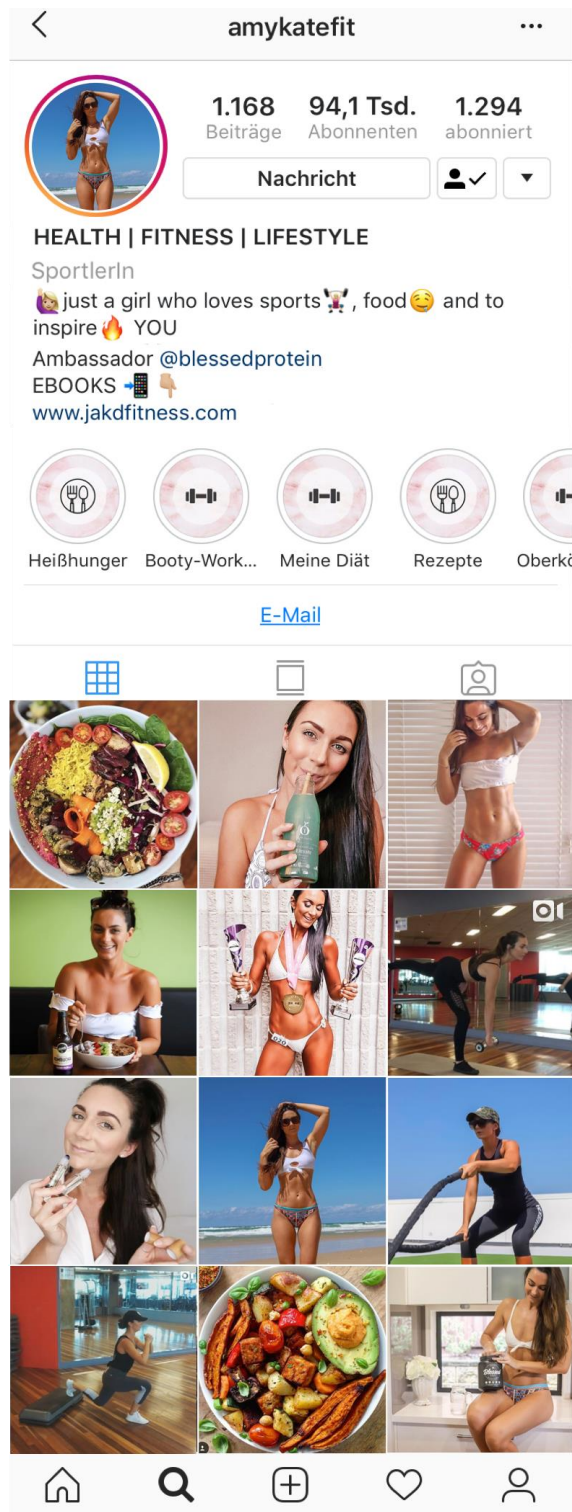 amykatefit
1.168 94,1 Tsd. 1.294
Beiträge Abonnenten abonniert
Nachricht
HEALTH | FITNESS | LIFESTYLE
SportlerIn
🙋🏼‍♀️just a girl who loves sports🏋🏻‍♀️, food🤤 and to
inspire🔥 YOU
Ambassador @blessedprotein
EBOOKS 📲👇🏼
www.jakdfitness.com
Heißhunger Booty-Work... Meine Diät Rezepte Oberkö
E-Mail